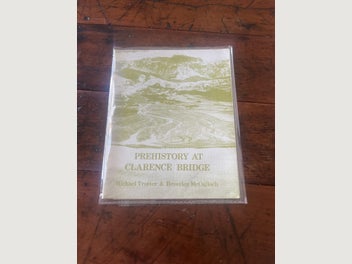 PREHISTORY AT
CLARENCE BRIDGE
Michael Trotter & Beverley McCulloch